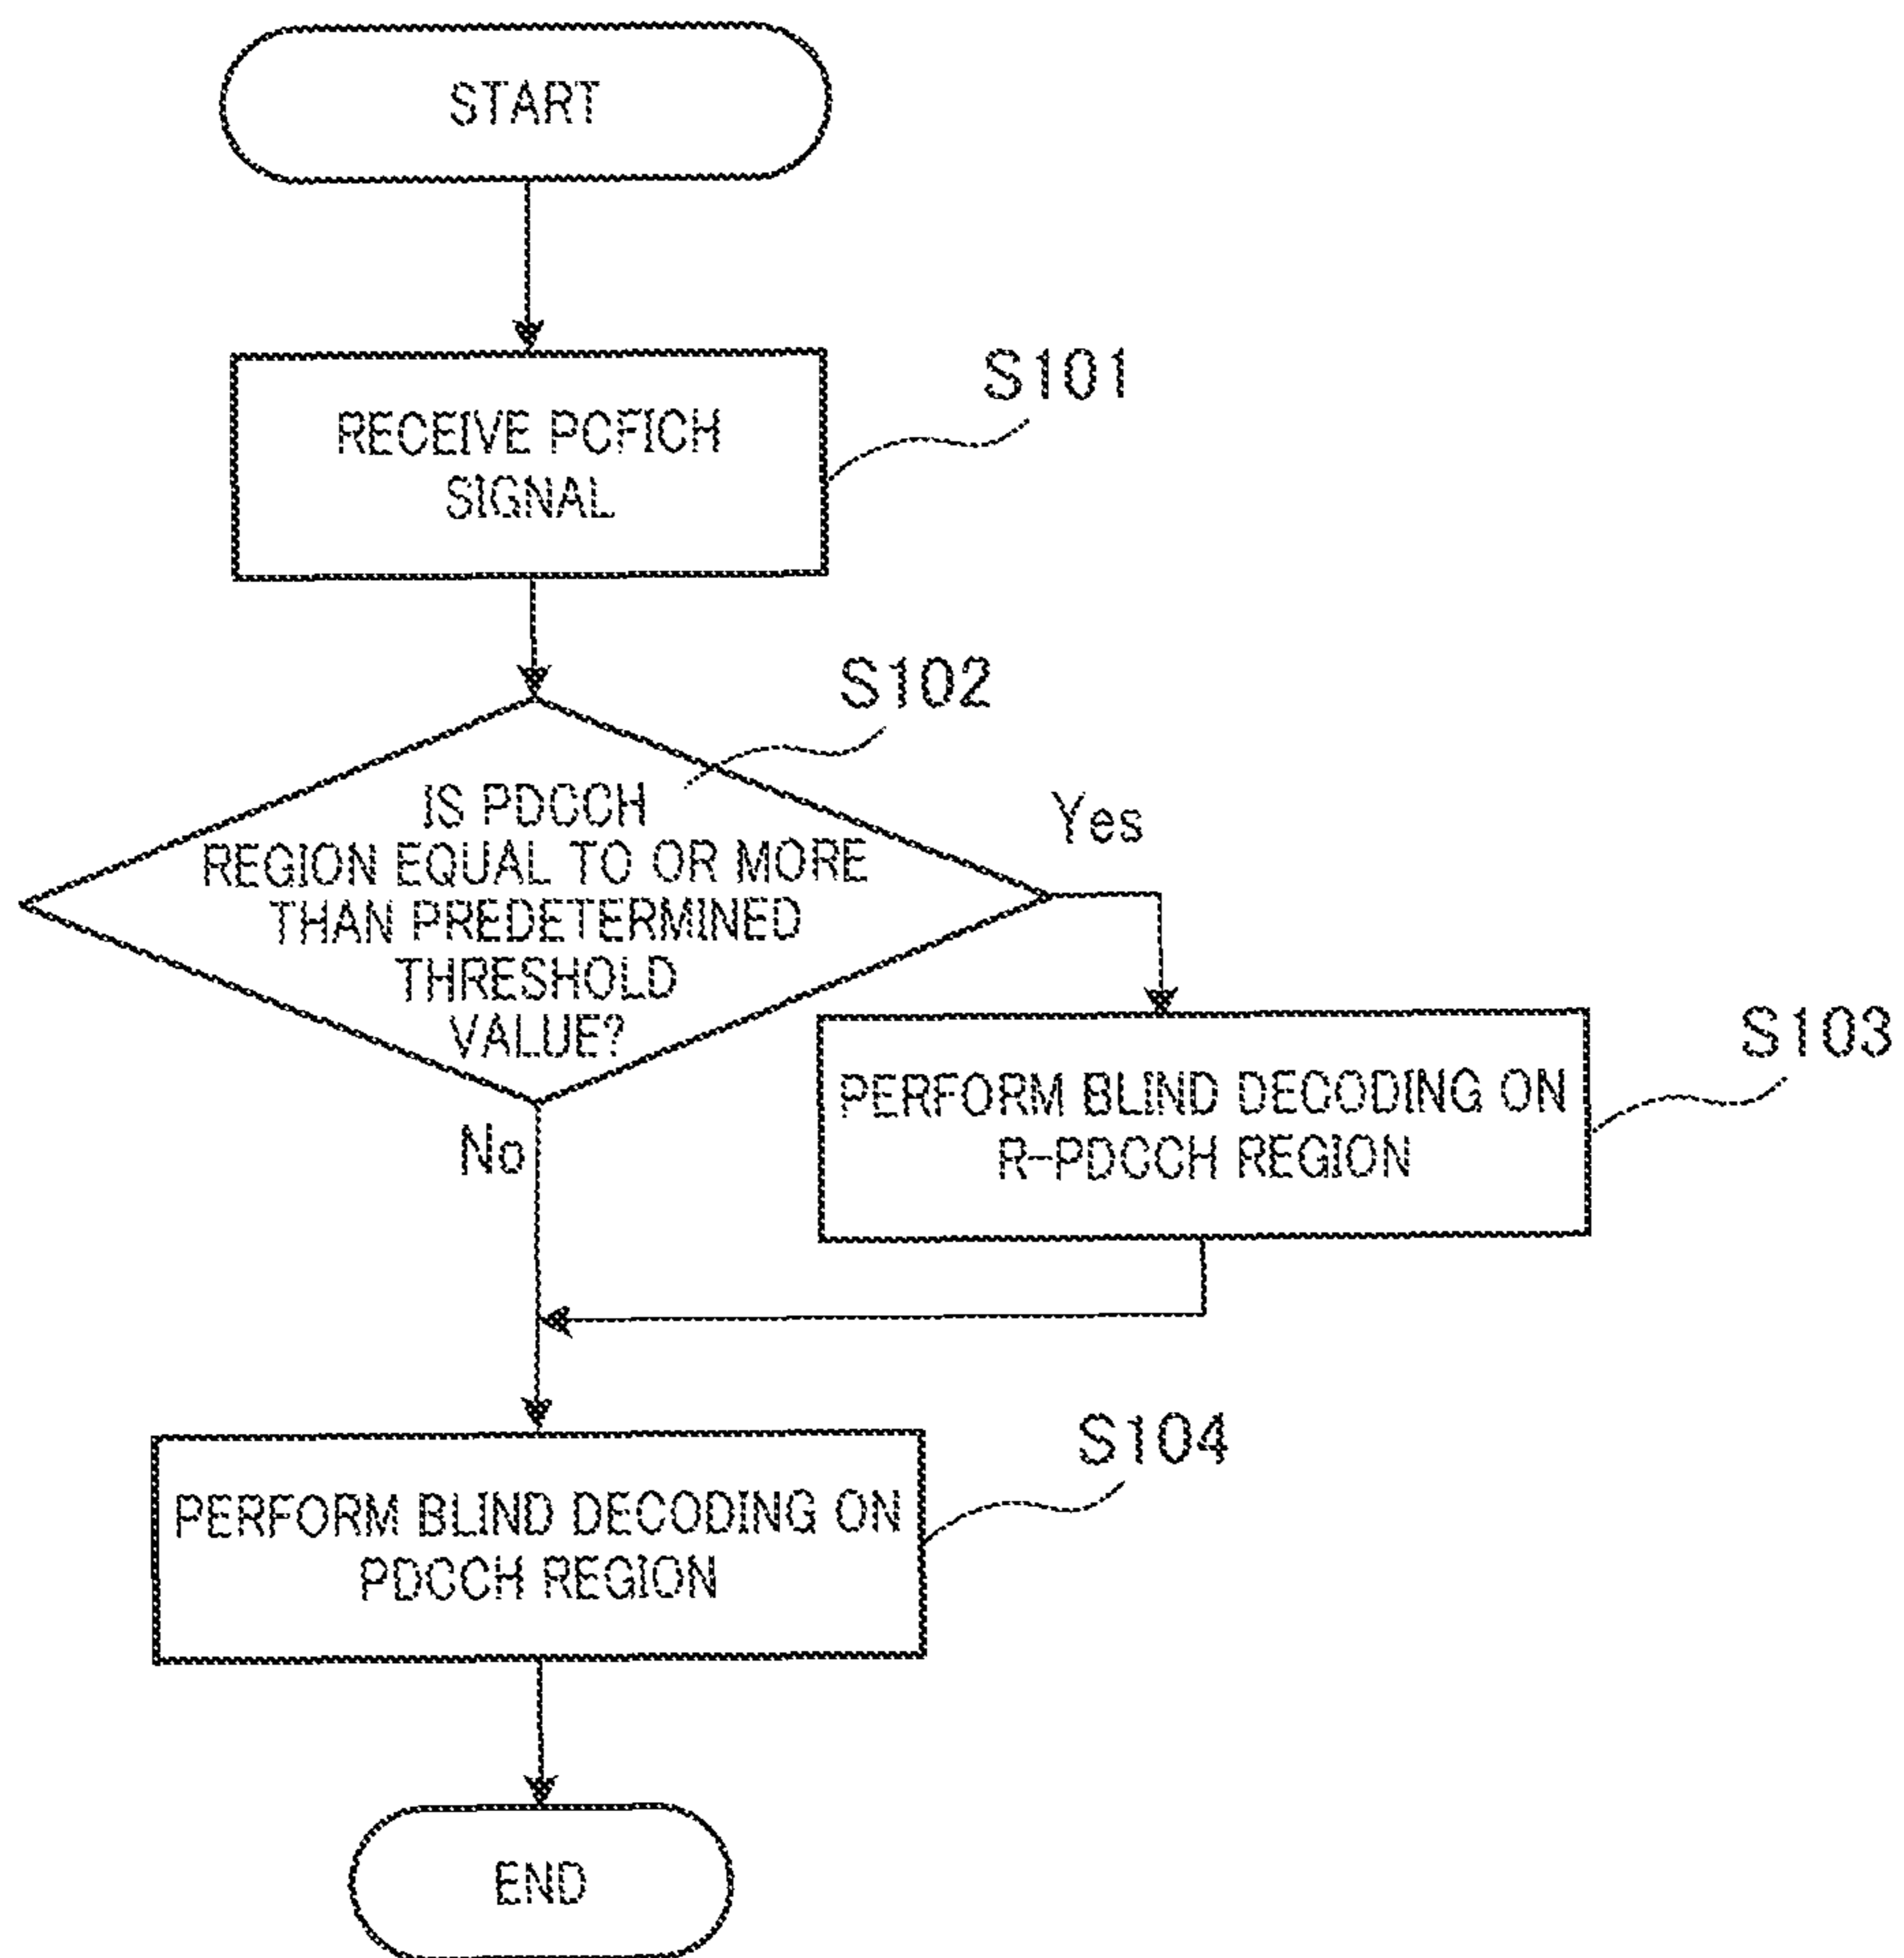 START
RECEIVE PCFICH
SIGNAL
S101
IS PDCCH
REGION EQUAL TO OR MORE
THAN PREDETERMINED
THRESHOLD
VALUE?
S102
Yes
No
PERFORM BLIND DECODING ON
R-PDCCH REGION
S103
PERFORM BLIND DECODING ON
PDCCH REGION
S104
END